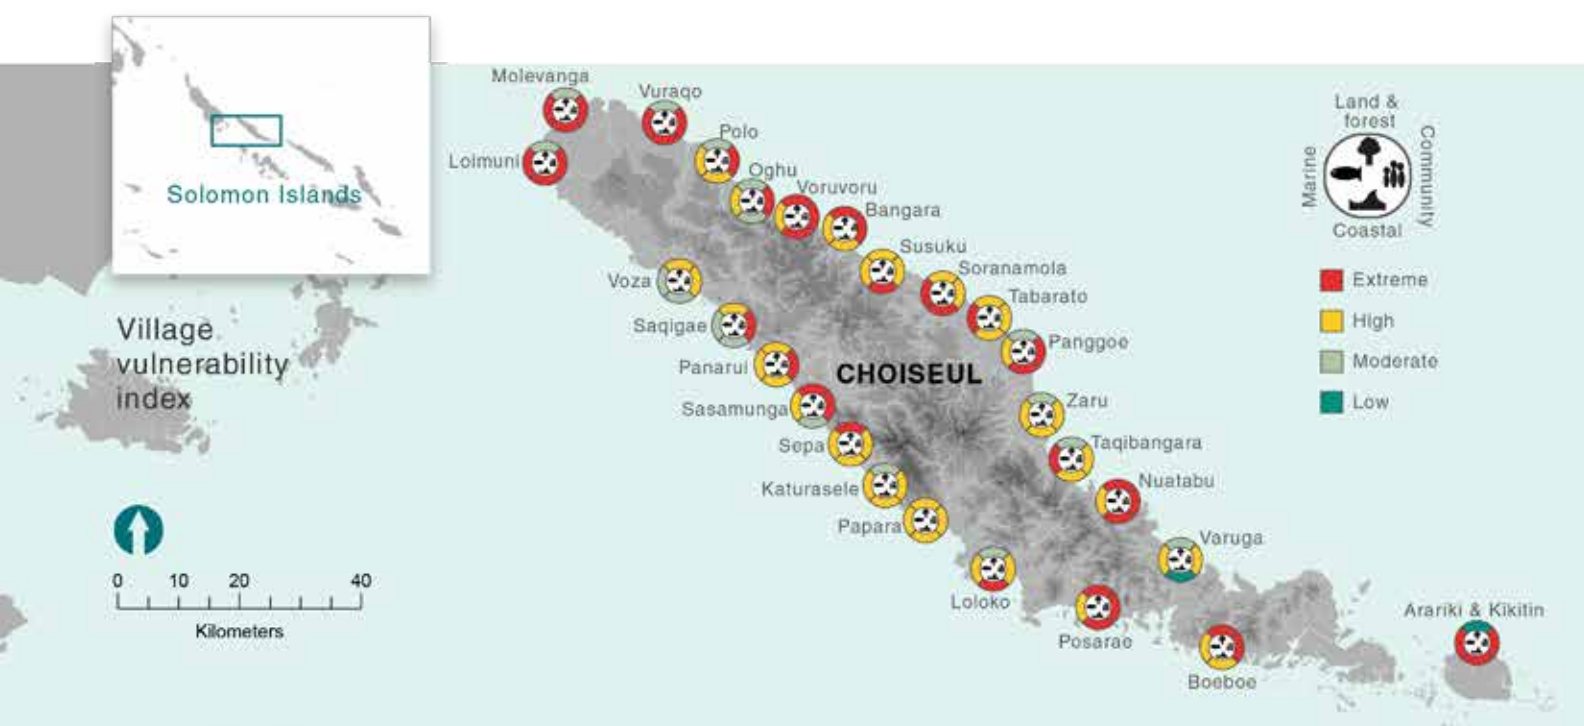 Solomon Islands
Village
vulnerability
index
0 10 20 40
Kilometers
Molevanga
Vuraqo
Polo
Loimuni
Oghu
Voruvoru
Bangara
Susuku
Soranamola
Voza
Tabarato
Saqigae
Panggoe
Panarui
CHOISEUL
Sasamunga
Zaru
Sepa
Taqibangara
Katurasele
Nuatabu
Papara
Varuga
Loloko
Posarae
Boeboe
Arariki & Kikitin
Land &
forest
Marine
Community
Coastal
Extreme
High
Moderate
Low